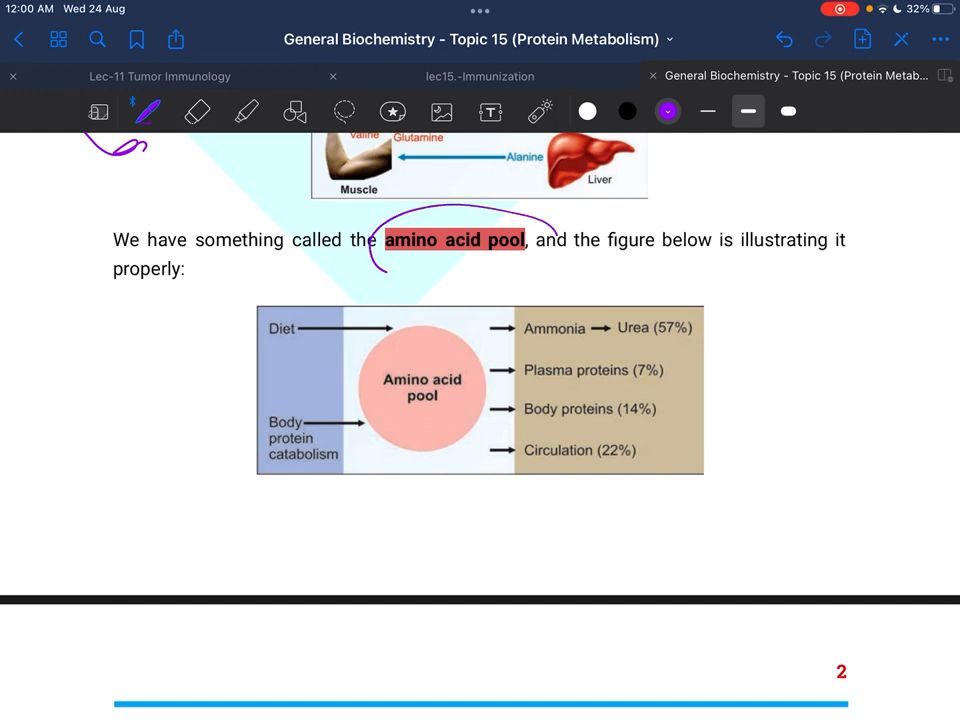 12:00 AM Wed 24 Aug
32%
General Biochemistry - Topic 15 (Protein Metabolism)
Lec-11 Tumor Immunology
lec15.-Immunization
General Biochemistry - Topic 15 (Protein Metab...
Valine Glutamine
Alanine
Muscle
Liver
We have something called the amino acid pool, and the figure below is illustrating it
properly:
Diet
Ammonia → Urea (57%)
Plasma proteins (7%)
Amino acid
pool
Body proteins (14%)
Body
protein
catabolism
Circulation (22%)
2